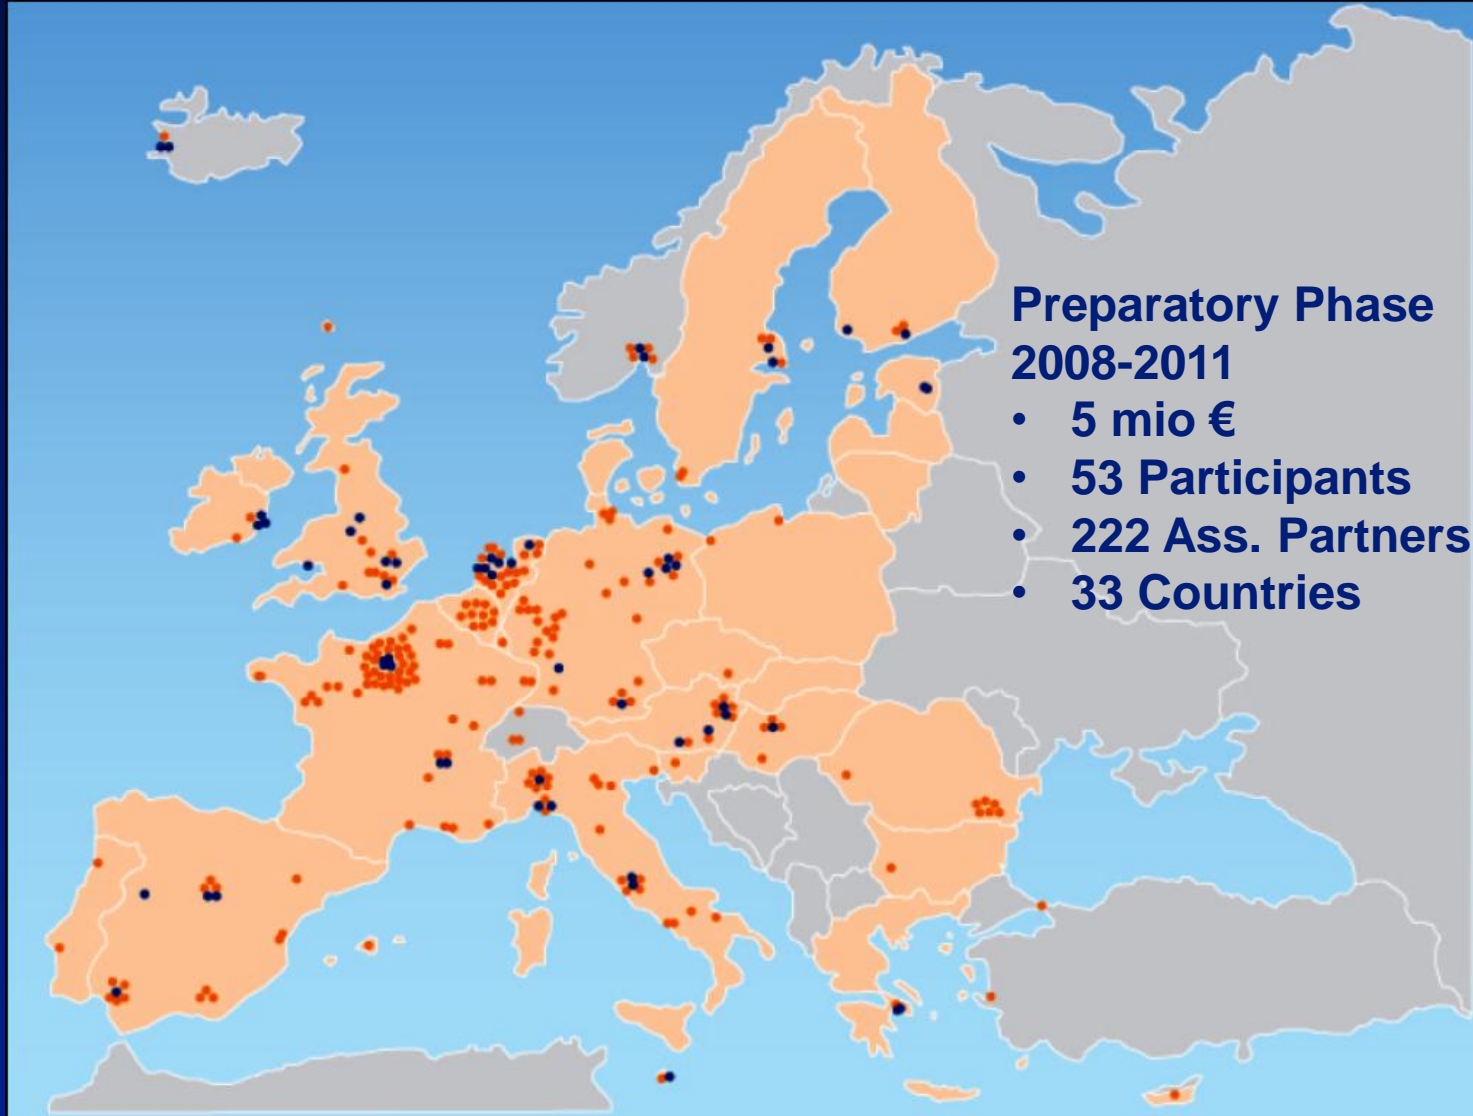 Preparatory Phase
2008-2011
• 5 mio €
• 53 Participants
• 222 Ass. Partners
• 33 Countries